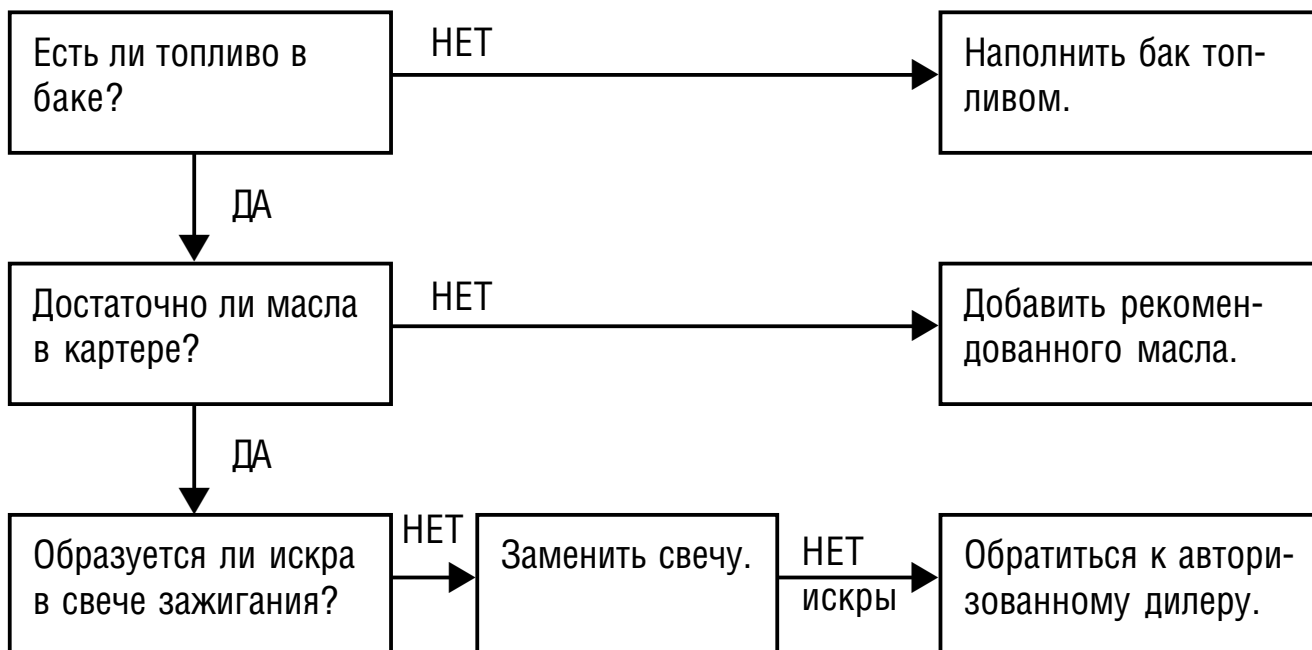 Есть ли топливо в
баке?
НЕТ
Наполнить бак топ-
ливом.
ДА
Достаточно ли масла
в картере?
НЕТ
Добавить рекомен-
дованного масла.
ДА
Образуется ли искра
в свече зажигания?
НЕТ
Заменить свечу.
НЕТ
искры
Обратиться к автори-
зованному дилеру.